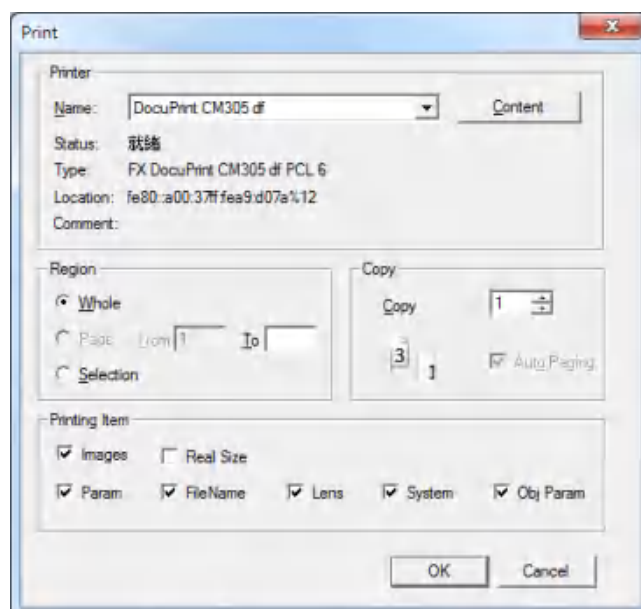 Print
Printer
Name: DocuPrint CM305 df Content
Status: 就緒
Type: FX DocuPrint CM305 df PCL 6
Location: fe80::a00:37ff:fea9:d07a%12
Comment:
Region
Whole
Page From 1 To
Selection
Copy
Copy 1
3 1
Auto Paging
Printing Item
Images Real Size
Param FileName Lens System Obj Param
OK Cancel